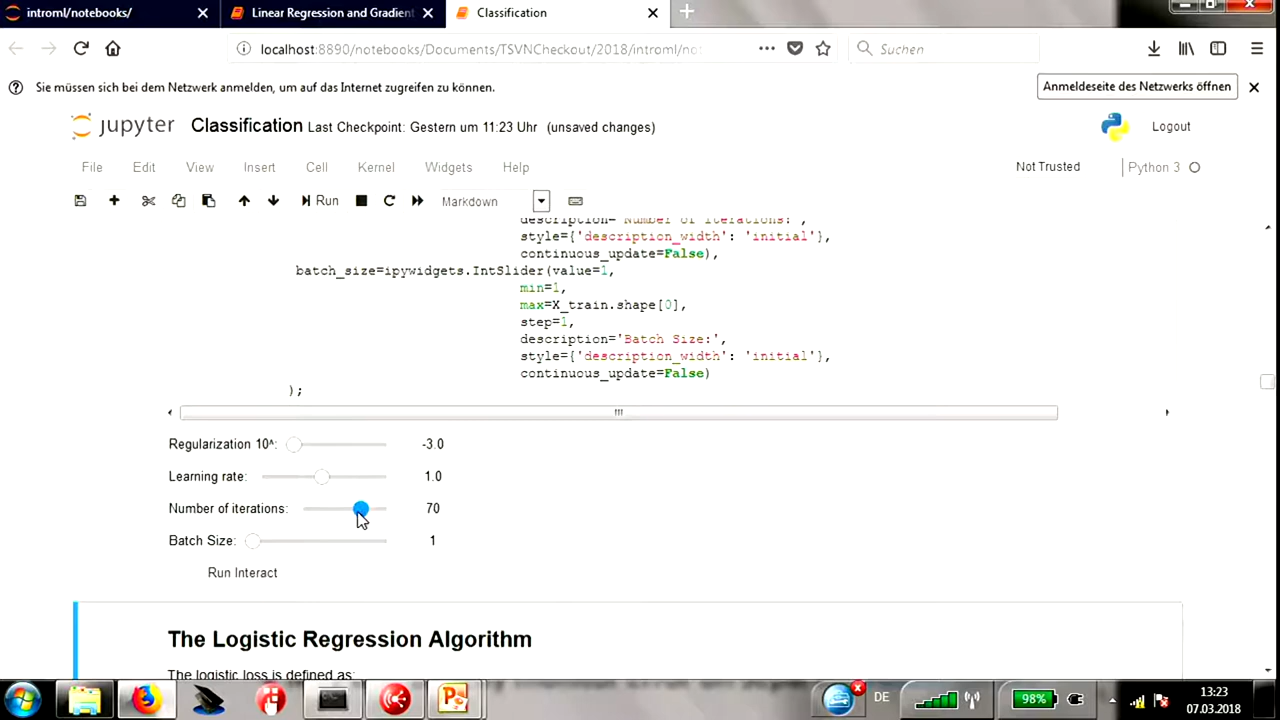 introml/notebooks/
Linear Regression and Gradient
Classification
localhost:8890/notebooks/Documents/TSVNCheckout/2018/introml/no
Suchen
Sie müssen sich bei dem Netzwerk anmelden, um auf das Internet zugreifen zu können.
Anmeldeseite des Netzwerks öffnen
jupyter
Classification Last Checkpoint: Gestern um 11:23 Uhr (unsaved changes)
Logout
File Edit View Insert Cell Kernel Widgets Help
Not Trusted
Python 3
Run
Markdown
description='Number of iterations:',
style={'description_width': 'initial'},
continuous_update=False),
batch_size=ipywidgets.IntSlider(value=1,
min=1,
max=X_train.shape[0],
step=1,
description='Batch Size:',
style={'description_width': 'initial'},
continuous_update=False)
);
Regularization 10^: -3.0
Learning rate: 1.0
Number of iterations: 70
Batch Size: 1
Run Interact
The Logistic Regression Algorithm
The logistic loss is defined as:
DE
98%
13:23
07.03.2018